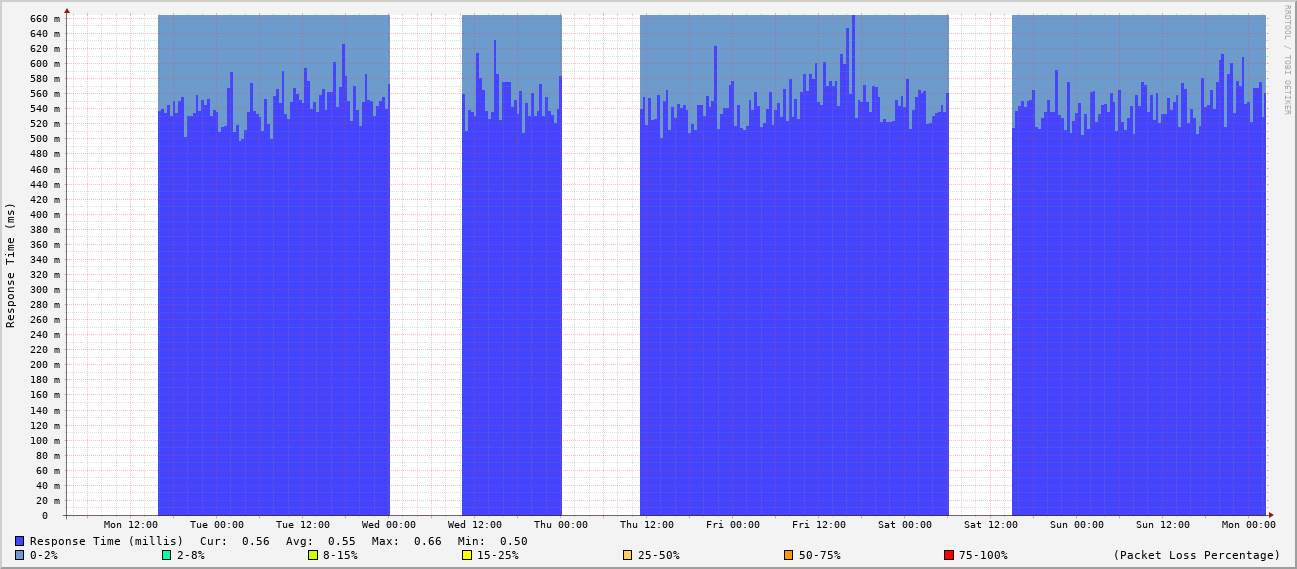 660 m
640 m
620 m
600 m
580 m
560 m
540 m
520 m
500 m
480 m
460 m
440 m
420 m
400 m
380 m
360 m
340 m
320 m
300 m
280 m
260 m
240 m
220 m
200 m
180 m
160 m
140 m
120 m
100 m
80 m
60 m
40 m
20 m
0
Response Time (ms)
RRDTOOL / TOBI OETIKER
Mon 12:00 Tue 00:00 Tue 12:00 Wed 00:00 Wed 12:00 Thu 00:00 Thu 12:00 Fri 00:00 Fri 12:00 Sat 00:00 Sat 12:00 Sun 00:00 Sun 12:00 Mon 00:00
Response Time (millis) Cur: 0.56 Avg: 0.55 Max: 0.66 Min: 0.50
0-2% 2-8% 8-15% 15-25% 25-50% 50-75% 75-100% (Packet Loss Percentage)